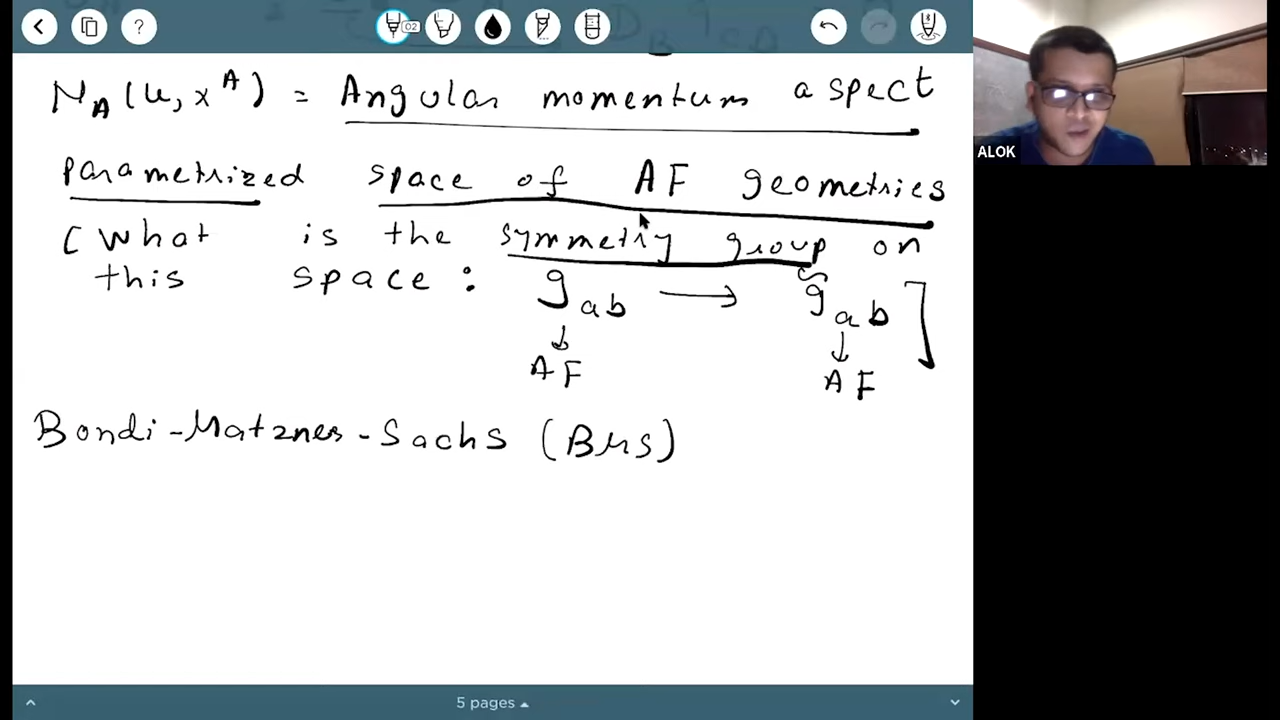 02
N_A (u, x^A) = Angular momentum aspect
ALOK
parametrized space of AF geometries
[What is the symmetry group on
this space : g_ab → g̃_ab ]
↓ ↓
AF AF
Bondi-Matzner-Sachs (BMS)
5 pages